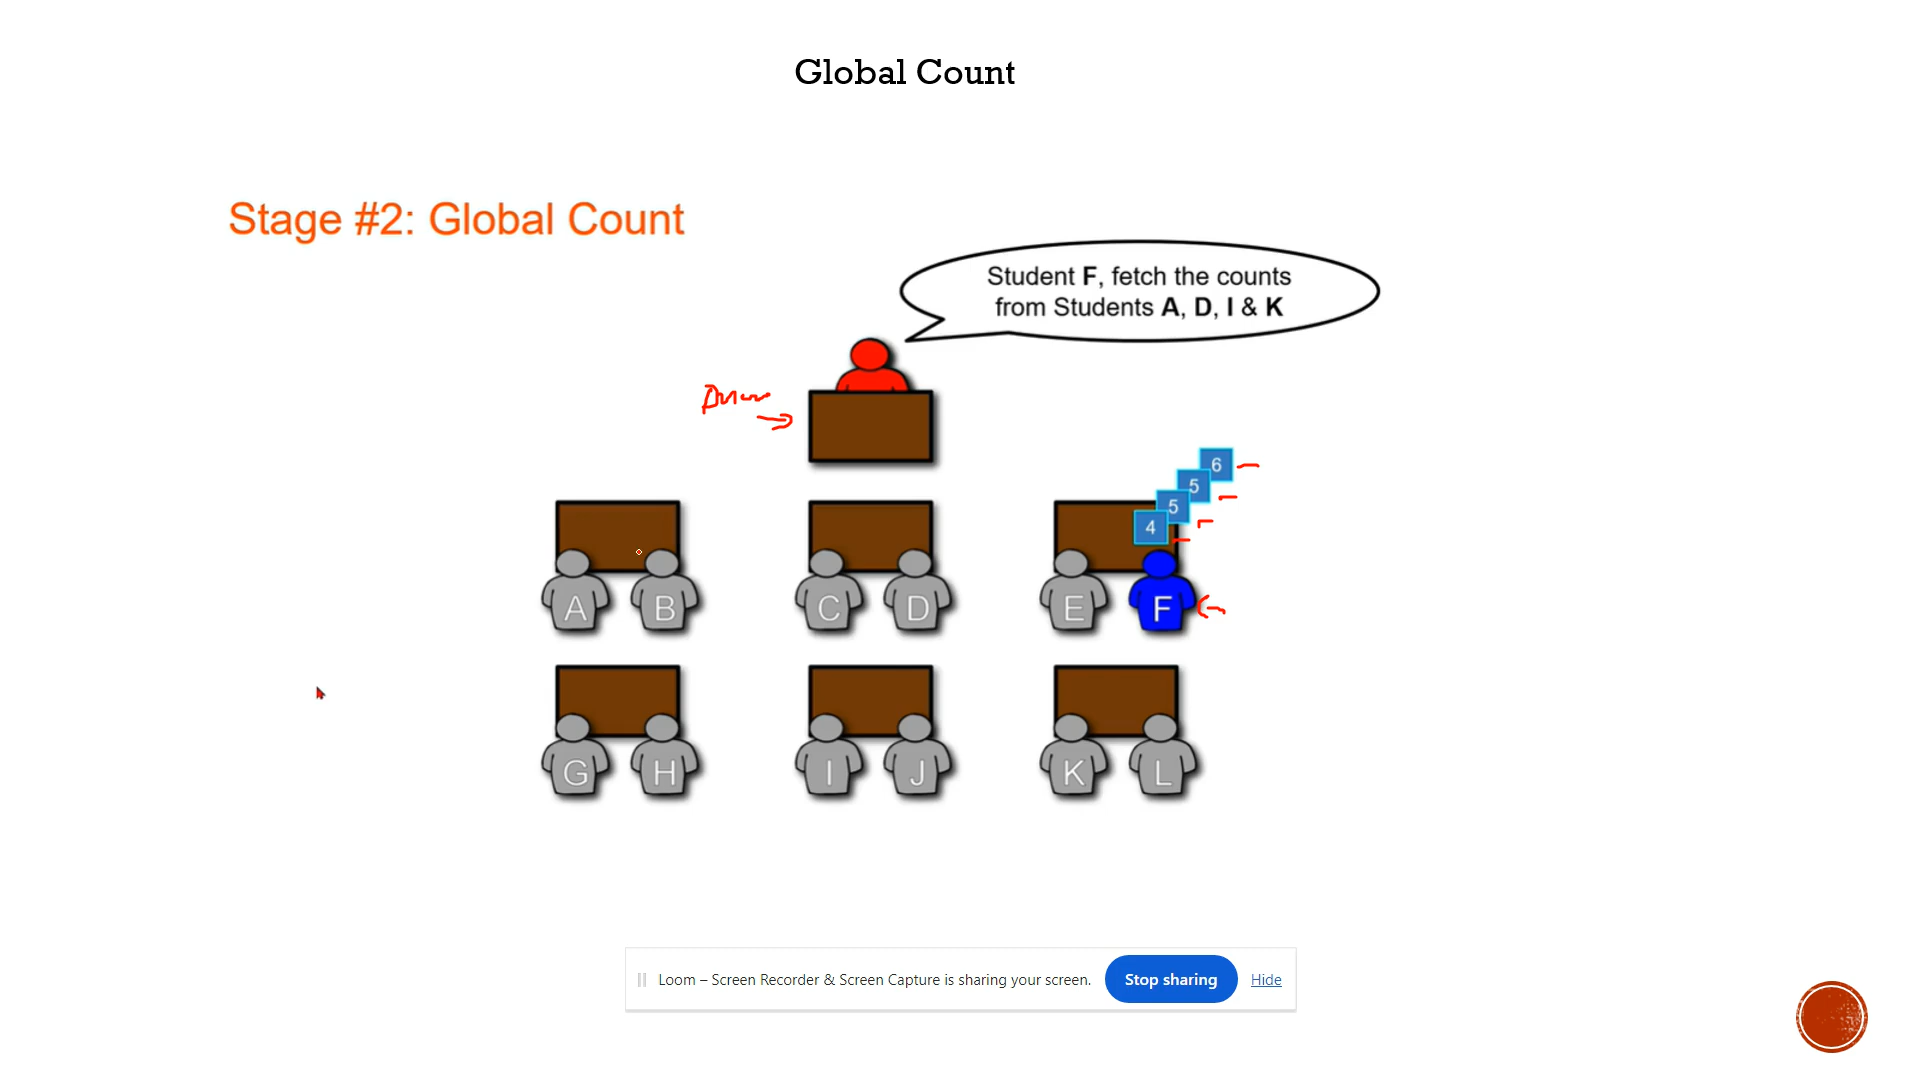 Global Count
Stage #2: Global Count
Student F, fetch the counts
from Students A, D, I & K
6
5
5
4
A B C D E F
G H I J K L
Loom – Screen Recorder & Screen Capture is sharing your screen. Stop sharing Hide